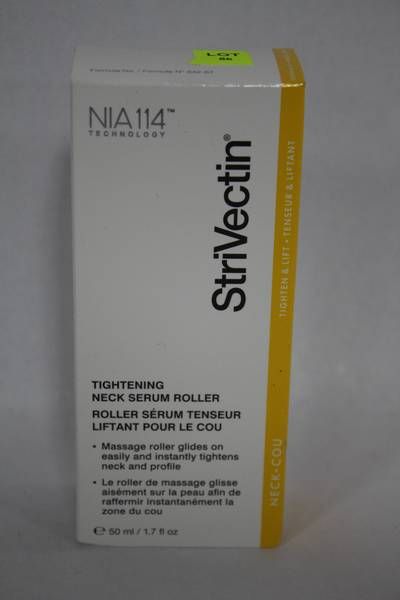 LOT
NIA114™
TECHNOLOGY
StriVectin®
TIGHTEN & LIFT • TENSEUR & LIFTANT
TIGHTENING
NECK SERUM ROLLER
ROLLER SÉRUM TENSEUR
LIFTANT POUR LE COU
• Massage roller glides on
easily and instantly tightens
neck and profile
• Le roller de massage glisse
aisément sur la peau afin de
raffermir instantanément la
zone du cou
℮ 50 ml / 1.7 fl oz
NECK•COU